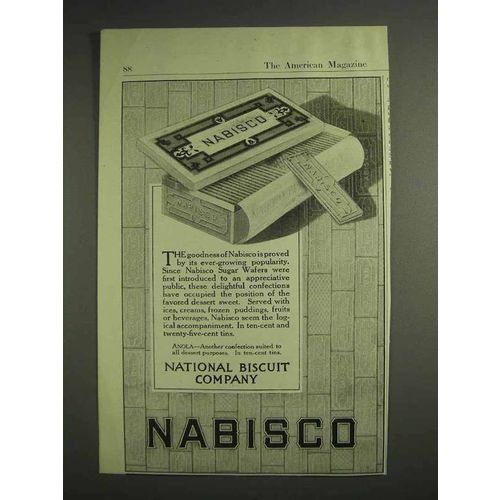 88
The American Magazine
NABISCO
NABISCO
NABISCO
THE goodness of Nabisco is proved
by its ever-growing popularity.
Since Nabisco Sugar Wafers were
first introduced to an appreciative
public, these delightful confections
have occupied the position of the
favored dessert sweet. Served with
ices, creams, frozen puddings, fruits
or beverages, Nabisco seem the log-
ical accompaniment. In ten-cent and
twenty-five-cent tins.
ANOLA—Another confection suited to
all dessert purposes. In ten-cent tins.
NATIONAL BISCUIT
COMPANY
NABISCO